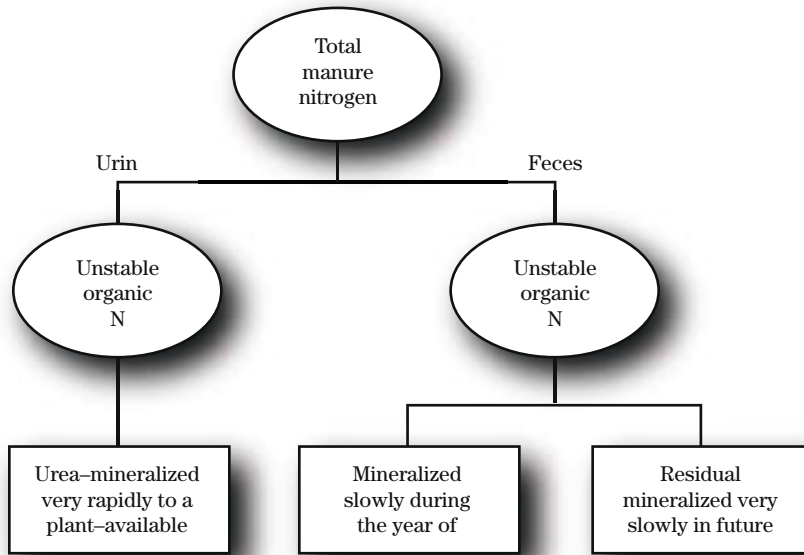 Total
manure
nitrogen
Urin
Feces
Unstable
organic
N
Unstable
organic
N
Urea–mineralized
very rapidly to a
plant–available
Mineralized
slowly during
the year of
Residual
mineralized very
slowly in future